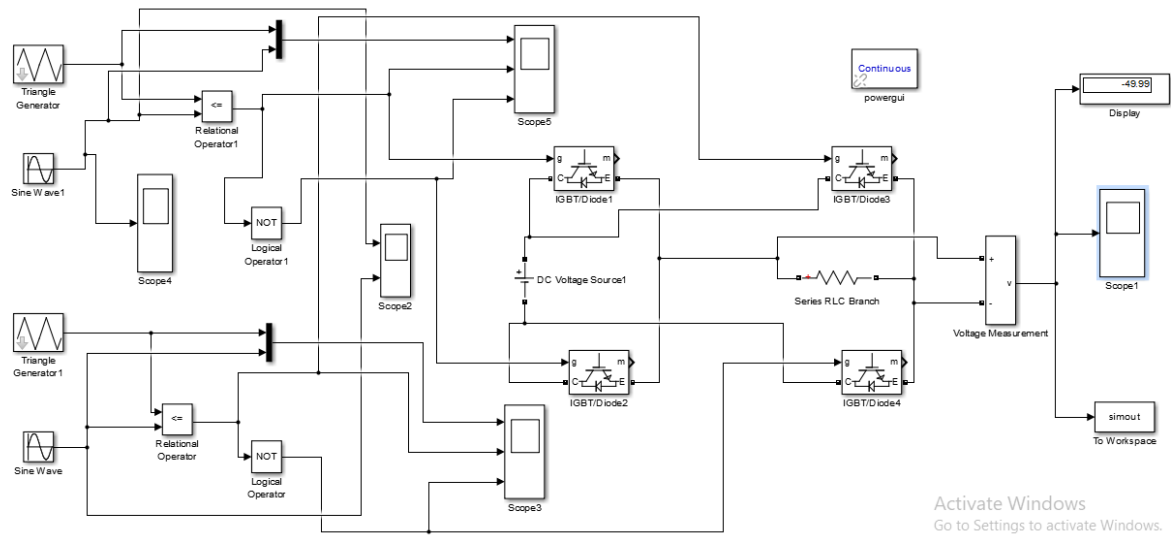 Triangle
Generator
<=
Relational
Operator1
Sine Wave1
Scope4
NOT
Logical
Operator1
Scope5
Scope2
g
m
C
E
IGBT/Diode1
g
m
C
E
IGBT/Diode3
Continuous
powergui
-49.99
Display
+
DC Voltage Source1
+
Series RLC Branch
+
-
v
Voltage Measurement
Scope1
Triangle
Generator1
<=
Relational
Operator
Sine Wave
NOT
Logical
Operator
Scope3
g
m
C
E
IGBT/Diode2
g
m
C
E
IGBT/Diode4
simout
To Workspace
Activate Windows
Go to Settings to activate Windows.